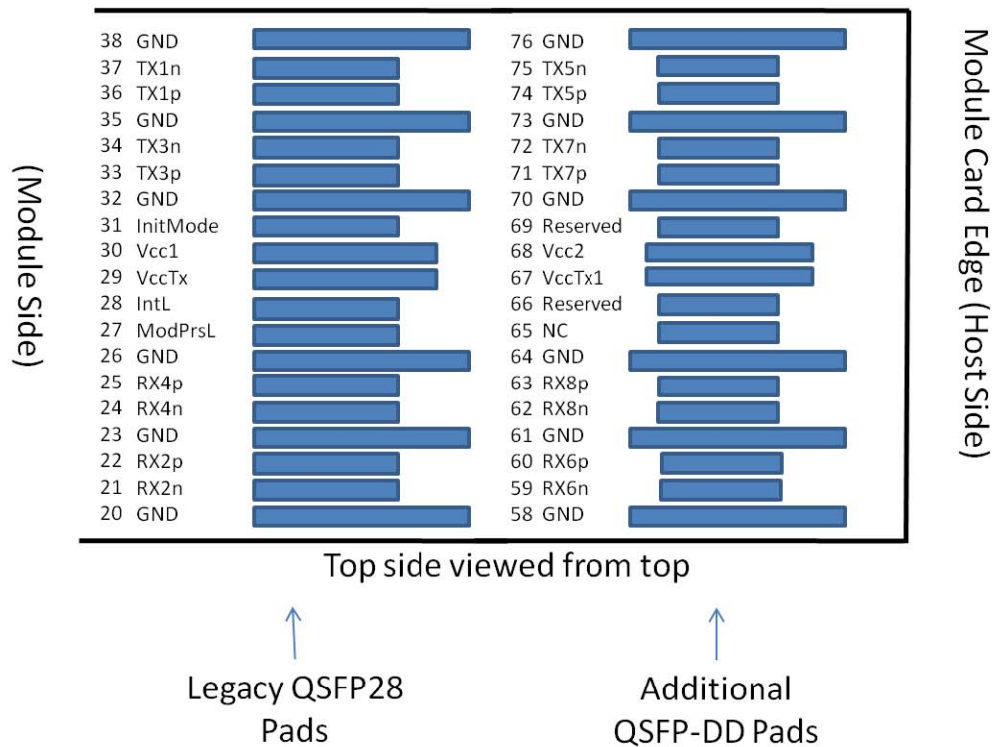 38 GND 76 GND
37 TX1n 75 TX5n
36 TX1p 74 TX5p
35 GND 73 GND
34 TX3n 72 TX7n
33 TX3p 71 TX7p
32 GND 70 GND
31 InitMode 69 Reserved
30 Vcc1 68 Vcc2
29 VccTx 67 VccTx1
28 IntL 66 Reserved
27 ModPrsL 65 NC
26 GND 64 GND
25 RX4p 63 RX8p
24 RX4n 62 RX8n
23 GND 61 GND
22 RX2p 60 RX6p
21 RX2n 59 RX6n
20 GND 58 GND
(Module Side)
Module Card Edge (Host Side)
Top side viewed from top
Legacy QSFP28
Pads
Additional
QSFP-DD Pads